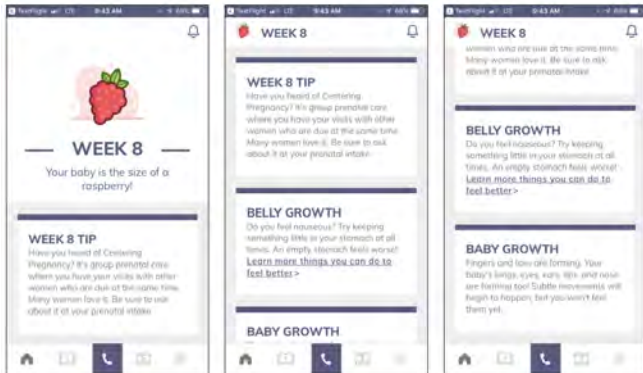 TestFlight LTE 9:43 AM 68%
WEEK 8
Your baby is the size of a
raspberry!
WEEK 8 TIP
Have you heard of Centering
Pregnancy? It's group prenatal care
where you have your visits with other
women who are due at the same time.
Many women love it. Be sure to ask
about it at your prenatal intake.
TestFlight LTE 9:43 AM 68%
WEEK 8
WEEK 8 TIP
Have you heard of Centering
Pregnancy? It's group prenatal care
where you have your visits with other
women who are due at the same time.
Many women love it. Be sure to ask
about it at your prenatal intake.
BELLY GROWTH
Do you feel nauseous? Try keeping
something little in your stomach at all
times. An empty stomach feels worse!
Learn more things you can do to
feel better >
BABY GROWTH
TestFlight LTE 9:43 AM 68%
WEEK 8
women who are due at the same time.
Many women love it. Be sure to ask
about it at your prenatal intake.
BELLY GROWTH
Do you feel nauseous? Try keeping
something little in your stomach at all
times. An empty stomach feels worse!
Learn more things you can do to
feel better >
BABY GROWTH
Fingers and toes are forming. Your
baby's lungs, eyes, ears, lips, and nose
are forming too! Subtle movements will
begin to happen, but you won't feel
them yet.